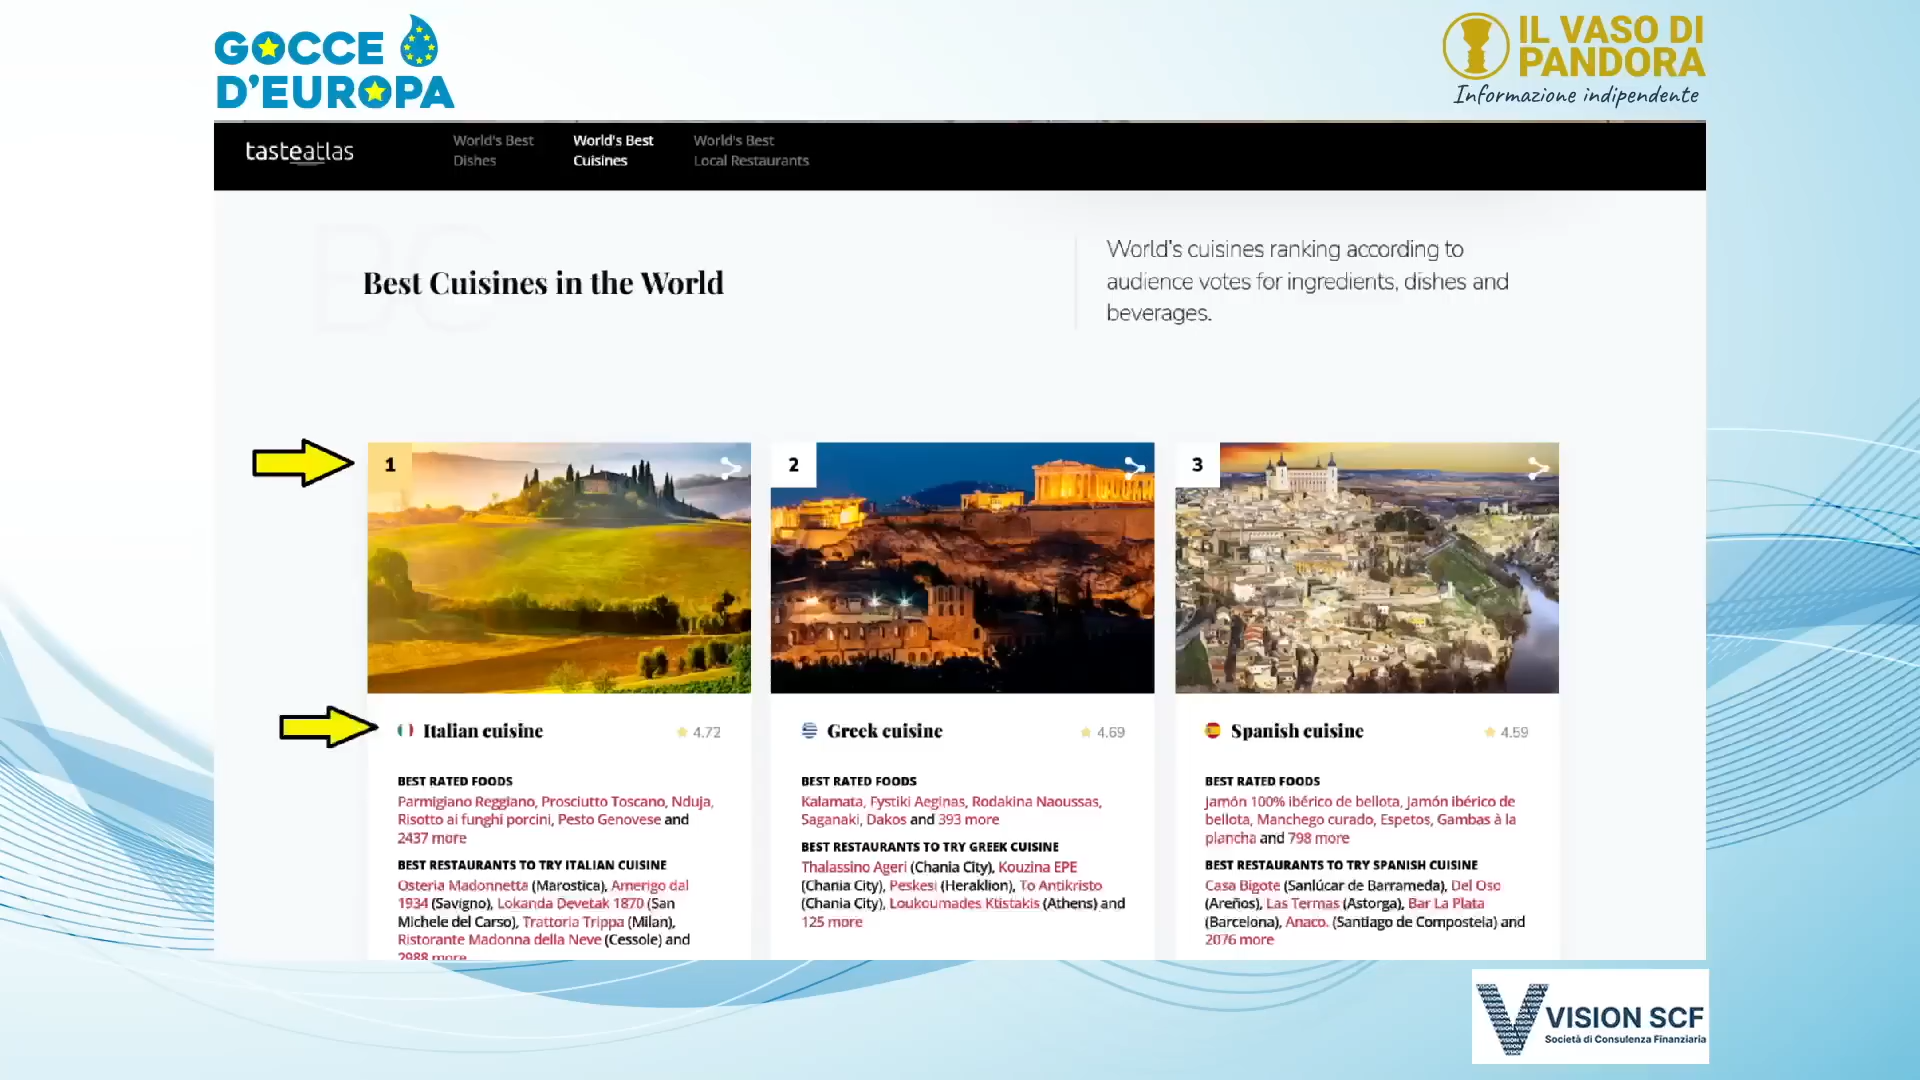 GOCCE
D'EUROPA
IL VASO DI
PANDORA
Informazione indipendente
tasteatlas
World's Best
Dishes
World's Best
Cuisines
World's Best
Local Restaurants
BC
Best Cuisines in the World
World's cuisines ranking according to
audience votes for ingredients, dishes and
beverages.
1
2
3
Italian cuisine
4.72
BEST RATED FOODS
Parmigiano Reggiano, Prosciutto Toscano, Nduja,
Risotto ai funghi porcini, Pesto Genovese and
2437 more
BEST RESTAURANTS TO TRY ITALIAN CUISINE
Osteria Madonnetta (Marostica), Amerigo dal
1934 (Savigno), Lokanda Devetak 1870 (San
Michele del Carso), Trattoria Trippa (Milan),
Ristorante Madonna della Neve (Cessole) and
2988 more
Greek cuisine
4.69
BEST RATED FOODS
Kalamata, Fystiki Aeginas, Rodakina Naoussas,
Saganaki, Dakos and 393 more
BEST RESTAURANTS TO TRY GREEK CUISINE
Thalassino Ageri (Chania City), Kouzina EPE
(Chania City), Peskesi (Heraklion), To Antikristo
(Chania City), Loukoumades Ktistakis (Athens) and
125 more
Spanish cuisine
4.59
BEST RATED FOODS
Jamón 100% ibérico de bellota, Jamón ibérico de
bellota, Manchego curado, Espetos, Gambas à la
plancha and 798 more
BEST RESTAURANTS TO TRY SPANISH CUISINE
Casa Bigote (Sanlúcar de Barrameda), Del Oso
(Areños), Las Termas (Astorga), Bar La Plata
(Barcelona), Anaco. (Santiago de Compostela) and
2076 more
VISION SCF
Società di Consulenza Finanziaria